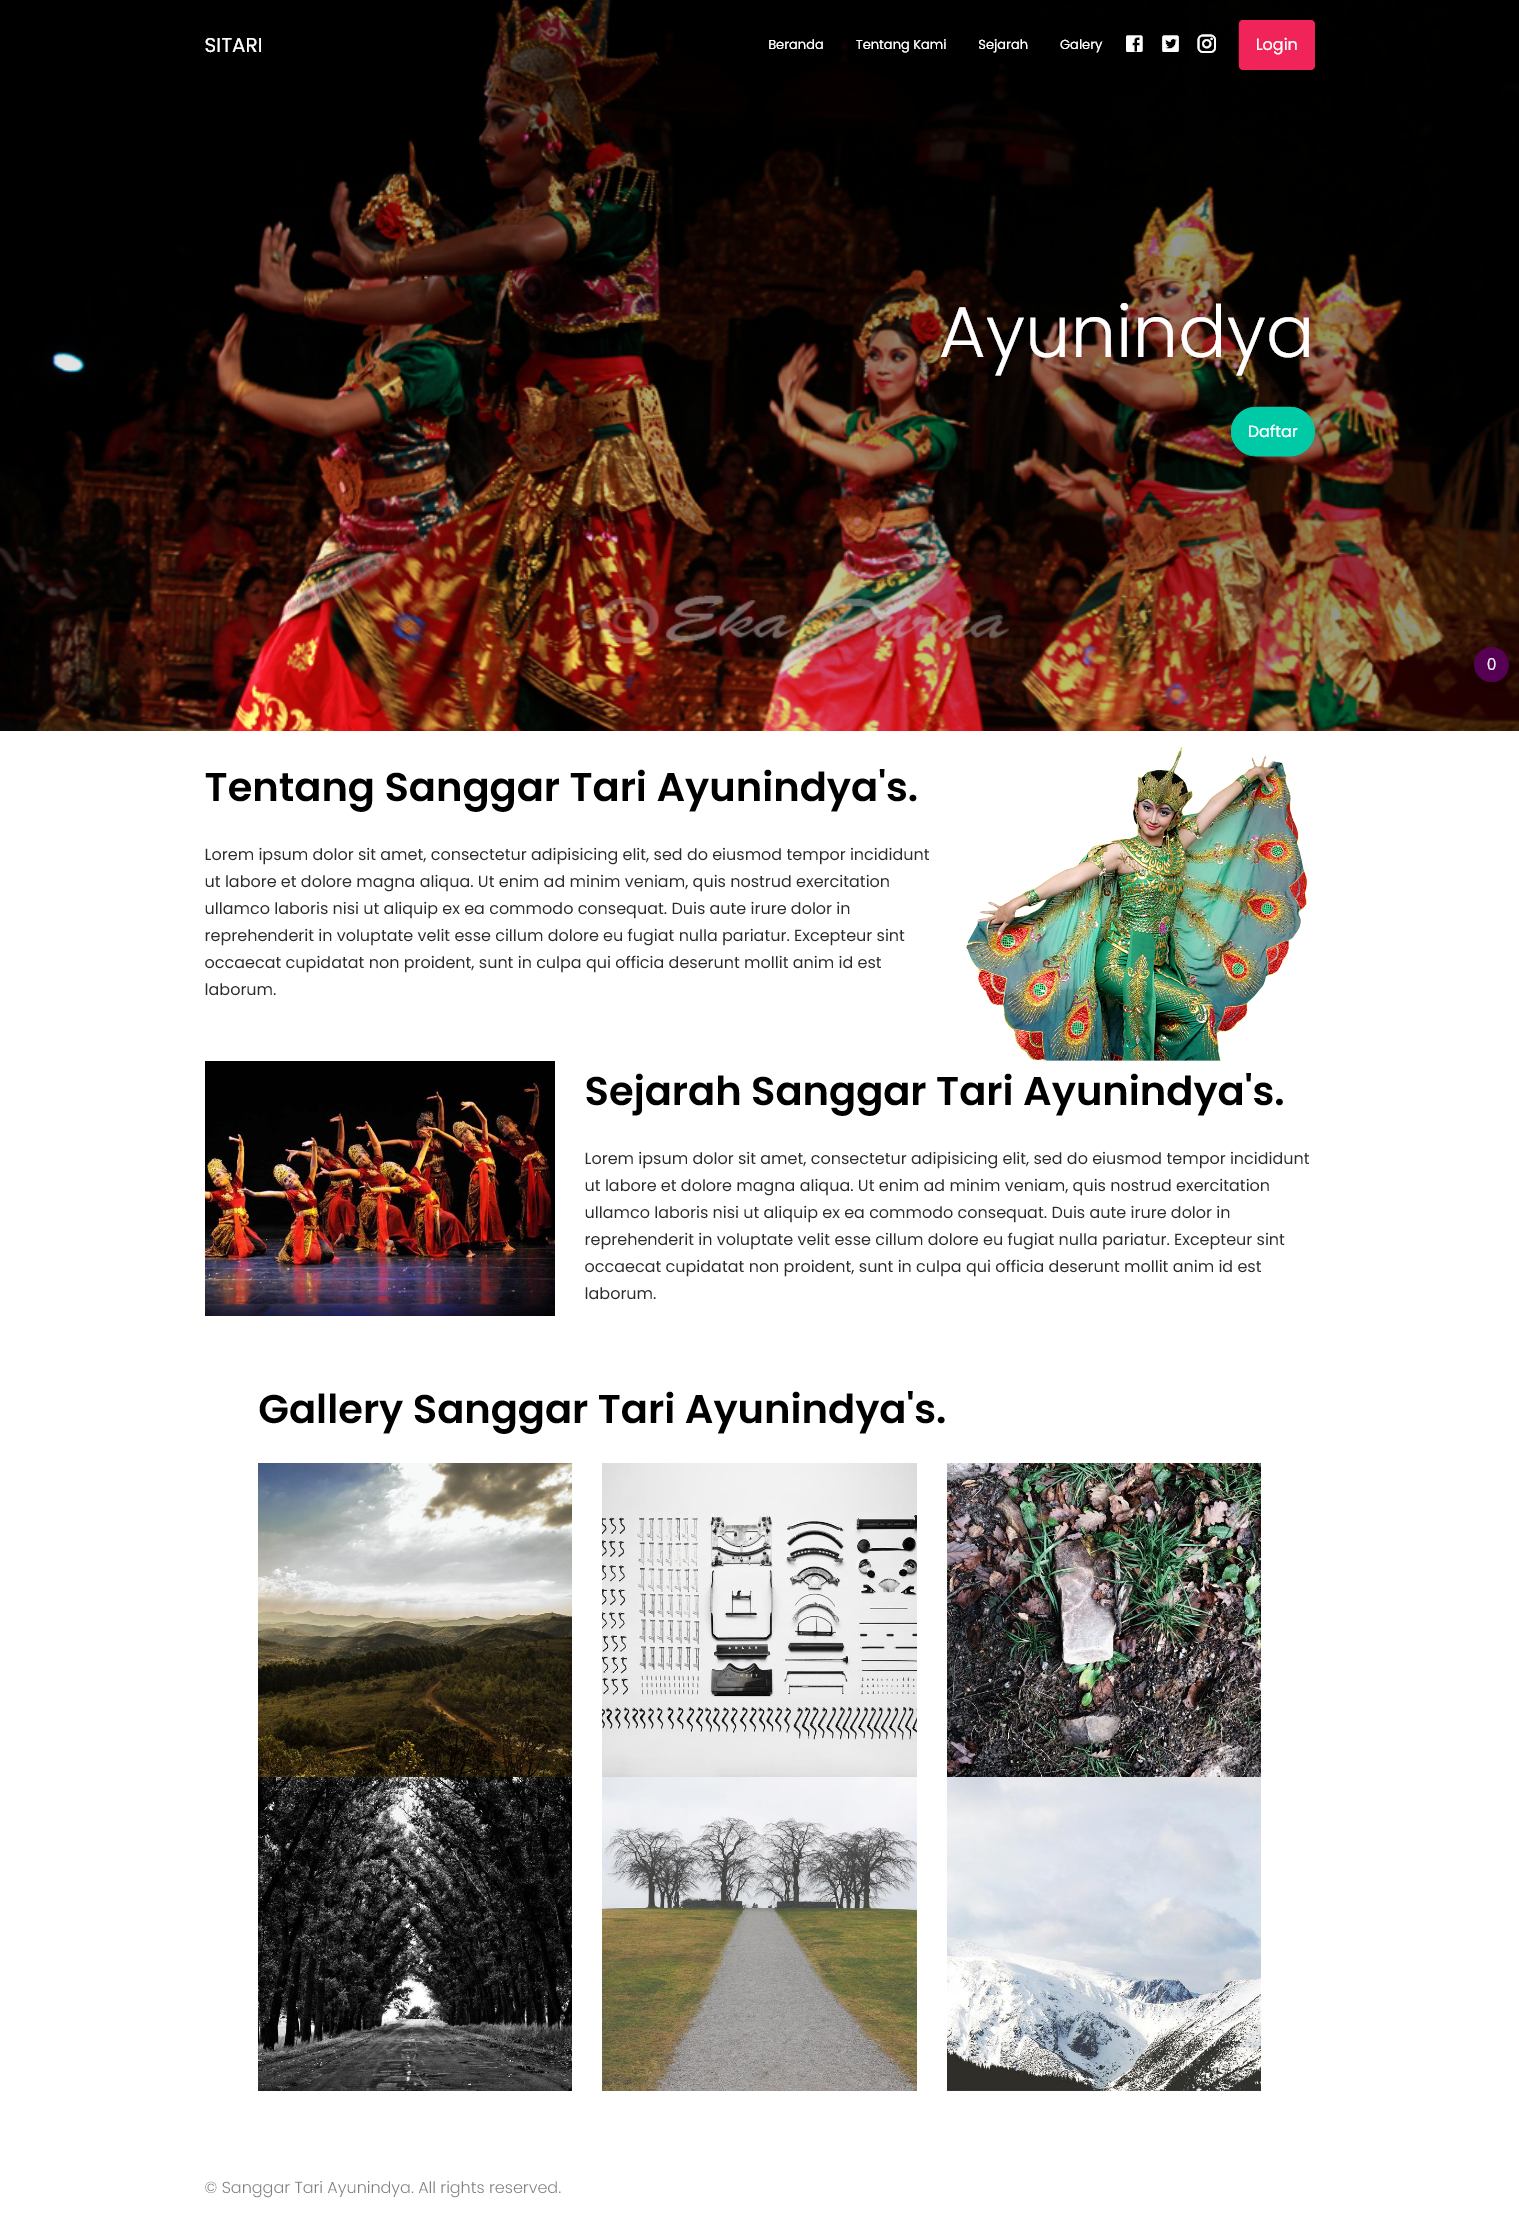 SITARI
Beranda
Tentang Kami
Sejarah
Galery
Login
Ayunindya
Daftar
©Eka Purna
0
Tentang Sanggar Tari Ayunindya's.
Lorem ipsum dolor sit amet, consectetur adipisicing elit, sed do eiusmod tempor incididunt
ut labore et dolore magna aliqua. Ut enim ad minim veniam, quis nostrud exercitation
ullamco laboris nisi ut aliquip ex ea commodo consequat. Duis aute irure dolor in
reprehenderit in voluptate velit esse cillum dolore eu fugiat nulla pariatur. Excepteur sint
occaecat cupidatat non proident, sunt in culpa qui officia deserunt mollit anim id est
laborum.
Sejarah Sanggar Tari Ayunindya's.
Lorem ipsum dolor sit amet, consectetur adipisicing elit, sed do eiusmod tempor incididunt
ut labore et dolore magna aliqua. Ut enim ad minim veniam, quis nostrud exercitation
ullamco laboris nisi ut aliquip ex ea commodo consequat. Duis aute irure dolor in
reprehenderit in voluptate velit esse cillum dolore eu fugiat nulla pariatur. Excepteur sint
occaecat cupidatat non proident, sunt in culpa qui officia deserunt mollit anim id est
laborum.
Gallery Sanggar Tari Ayunindya's.
© Sanggar Tari Ayunindya. All rights reserved.